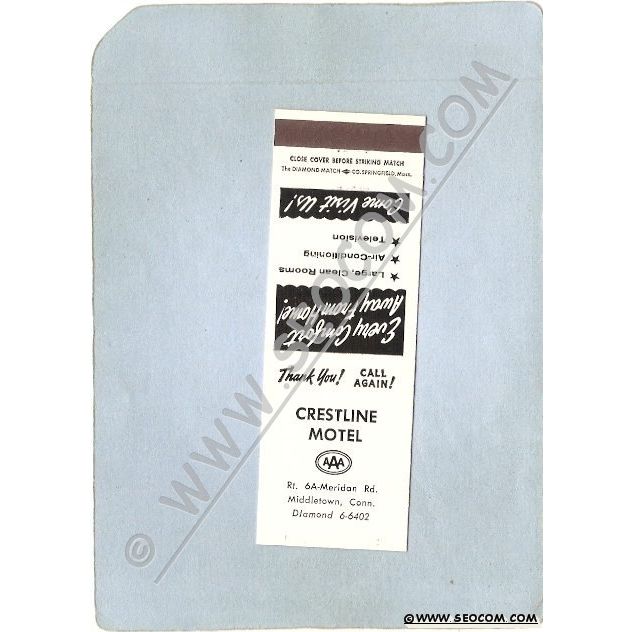 CLOSE COVER BEFORE STRIKING MATCH
The DIAMOND MATCH CO. SPRINGFIELD, Mass.
Every Comfort
Away From Home!
★ Large, Clean Rooms
★ Air-Conditioning
★ Television
Come Visit Us!
Thank You! CALL
AGAIN!
CRESTLINE
MOTEL
AAA
Rt. 6A-Meridan Rd.
Middletown, Conn.
DIamond 6-6402
© WWW.SEOCOM.COM
©WWW.SEOCOM.COM